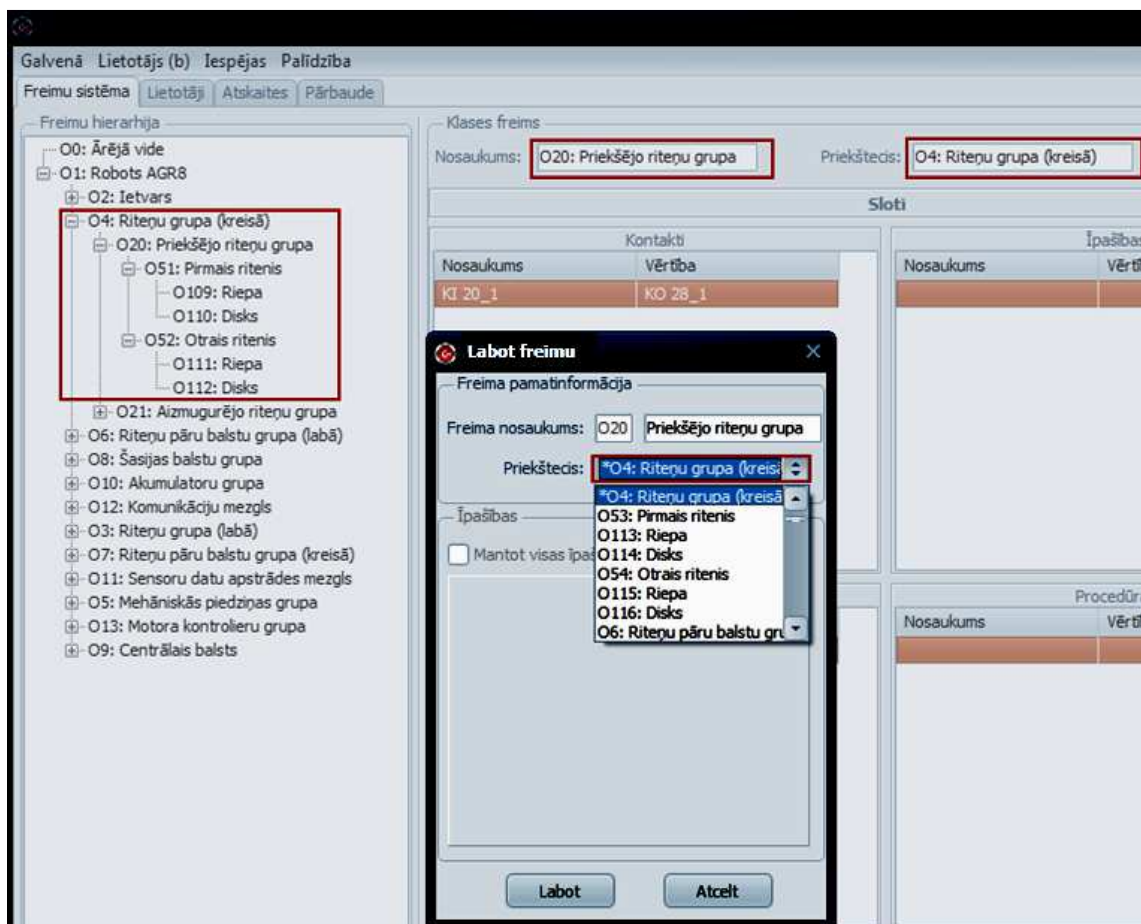 Galvenā Lietotājs (b) Iespējas Palīdzība
Freimu sistēma Lietotāji Atskaites Pārbaude
Freimu hierarhija
O0: Ārējā vide
O1: Robots AGR8
O2: Ietvars
O4: Riteņu grupa (kreisā)
O20: Priekšējo riteņu grupa
O51: Pirmais ritenis
O109: Riepa
O110: Disks
O52: Otrais ritenis
O111: Riepa
O112: Disks
O21: Aizmugurējo riteņu grupa
O6: Riteņu pāru balstu grupa (labā)
O8: Šasijas balstu grupa
O10: Akumulatoru grupa
O12: Komunikāciju mezgls
O3: Riteņu grupa (labā)
O7: Riteņu pāru balstu grupa (kreisā)
O11: Sensoru datu apstrādes mezgls
O5: Mehāniskās piedziņas grupa
O13: Motora kontrolieru grupa
O9: Centrālais balsts
Klases freims
Nosaukums: O20: Priekšējo riteņu grupa Priekštecis: O4: Riteņu grupa (kreisā)
Sloti
Kontakti
Nosaukums Vērtība
KI 20_1 KO 28_1
Īpašības
Nosaukums Vērtī
Procedūra
Nosaukums Vērtī
Labot freimu
Freima pamatinformācija
Freima nosaukums: O20 Priekšējo riteņu grupa
Priekštecis: *O4: Riteņu grupa (kreisā
*O4: Riteņu grupa (kreisā
O53: Pirmais ritenis
O113: Riepa
O114: Disks
O54: Otrais ritenis
O115: Riepa
O116: Disks
O6: Riteņu pāru balstu gru
Īpašības
Mantot visas īpaš
Labot Atcelt